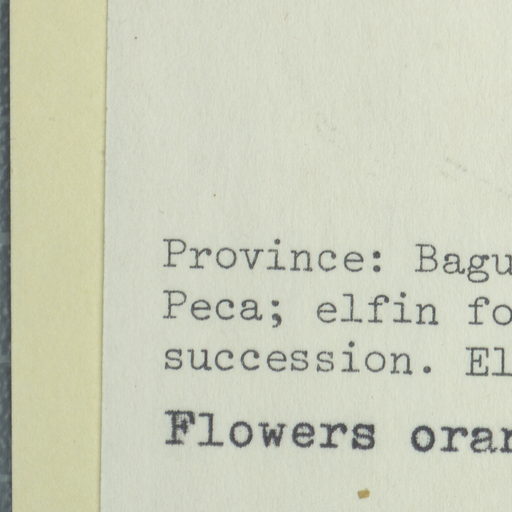 Province: Bagu
Peca; elfin fo
succession. El
Flowers oran